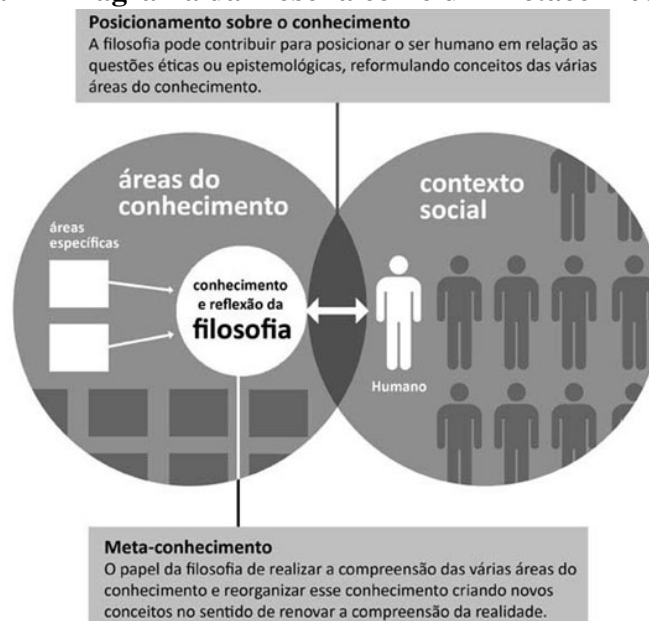 Posicionamento sobre o conhecimento
A filosofia pode contribuir para posicionar o ser humano em relação as
questões éticas ou epistemológicas, reformulando conceitos das várias
áreas do conhecimento.
áreas do
conhecimento
contexto
social
áreas
específicas
conhecimento
e reflexão da
filosofia
Humano
Meta-conhecimento
O papel da filosofia de realizar a compreensão das várias áreas do
conhecimento e reorganizar esse conhecimento criando novos
conceitos no sentido de renovar a compreensão da realidade.